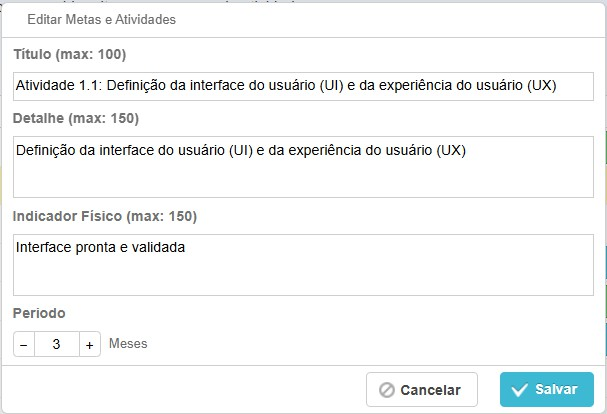 Editar Metas e Atividades
Título (max: 100)
Atividade 1.1: Definição da interface do usuário (UI) e da experiência do usuário (UX)
Detalhe (max: 150)
Definição da interface do usuário (UI) e da experiência do usuário (UX)
Indicador Físico (max: 150)
Interface pronta e validada
Periodo
− 3 + Meses
Cancelar Salvar